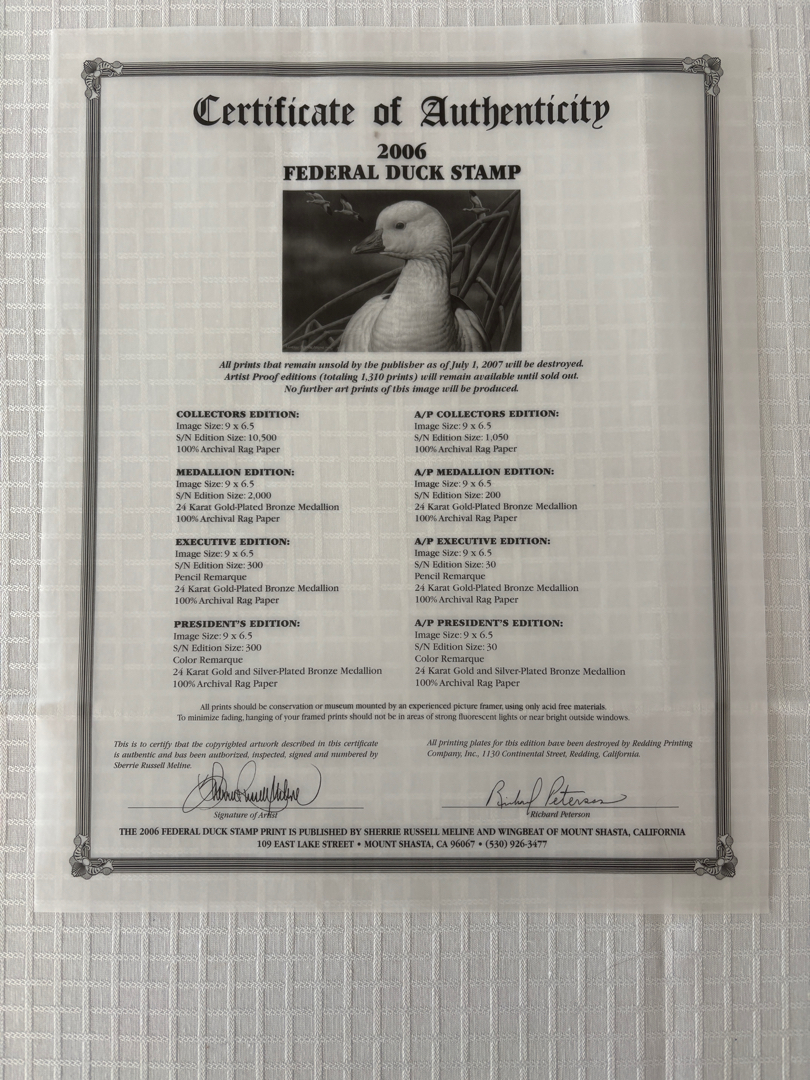 Certificate of Authenticity
2006
FEDERAL DUCK STAMP
All prints that remain unsold by the publisher as of July 1, 2007 will be destroyed.
Artist Proof editions (totaling 1,310 prints) will remain available until sold out.
No further art prints of this image will be produced.
COLLECTORS EDITION:
Image Size: 9 x 6.5
S/N Edition Size: 10,500
100% Archival Rag Paper
MEDALLION EDITION:
Image Size: 9 x 6.5
S/N Edition Size: 2,000
24 Karat Gold-Plated Bronze Medallion
100% Archival Rag Paper
EXECUTIVE EDITION:
Image Size: 9 x 6.5
S/N Edition Size: 300
Pencil Remarque
24 Karat Gold-Plated Bronze Medallion
100% Archival Rag Paper
PRESIDENT'S EDITION:
Image Size: 9 x 6.5
S/N Edition Size: 300
Color Remarque
24 Karat Gold and Silver-Plated Bronze Medallion
100% Archival Rag Paper
A/P COLLECTORS EDITION:
Image Size: 9 x 6.5
S/N Edition Size: 1,050
100% Archival Rag Paper
A/P MEDALLION EDITION:
Image Size: 9 x 6.5
S/N Edition Size: 200
24 Karat Gold-Plated Bronze Medallion
100% Archival Rag Paper
A/P EXECUTIVE EDITION:
Image Size: 9 x 6.5
S/N Edition Size: 30
Pencil Remarque
24 Karat Gold-Plated Bronze Medallion
100% Archival Rag Paper
A/P PRESIDENT'S EDITION:
Image Size: 9 x 6.5
S/N Edition Size: 30
Color Remarque
24 Karat Gold and Silver-Plated Bronze Medallion
100% Archival Rag Paper
All prints should be conservation or museum mounted by an experienced picture framer, using only acid free materials.
To minimize fading, hanging of your framed prints should not be in areas of strong fluorescent lights or near bright outside windows.
This is to certify that the copyrighted artwork described in this certificate
is authentic and has been authorized, inspected, signed and numbered by
Sherrie Russell Meline.
Sherrie Russell Meline
Signature of Artist
All printing plates for this edition have been destroyed by Redding Printing
Company, Inc., 1130 Continental Street, Redding, California.
Richard Peterson
Richard Peterson
THE 2006 FEDERAL DUCK STAMP PRINT IS PUBLISHED BY SHERRIE RUSSELL MELINE AND WINGBEAT OF MOUNT SHASTA, CALIFORNIA
109 EAST LAKE STREET • MOUNT SHASTA, CA 96067 • (530) 926-3477